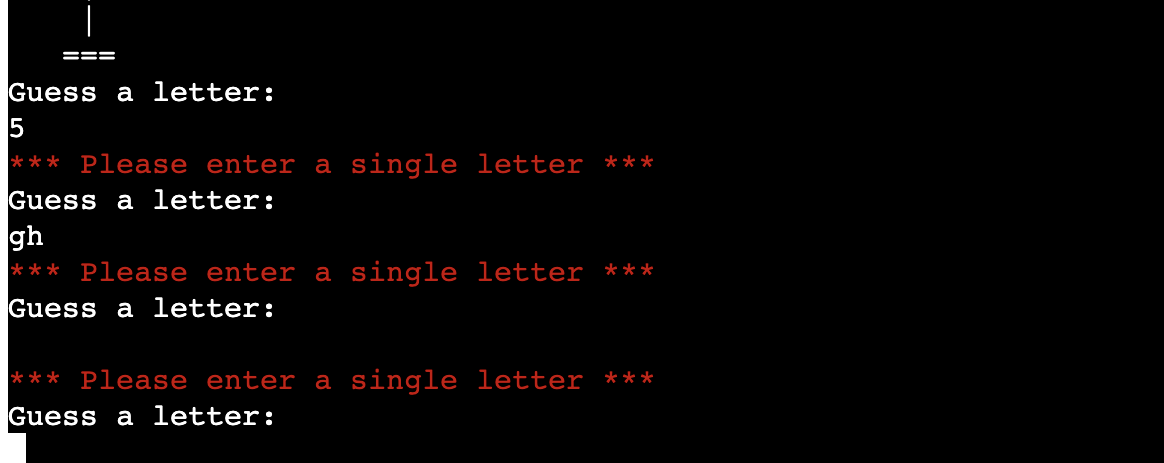 |
===
Guess a letter:
5
*** Please enter a single letter ***
Guess a letter:
gh
*** Please enter a single letter ***
Guess a letter:
*** Please enter a single letter ***
Guess a letter: